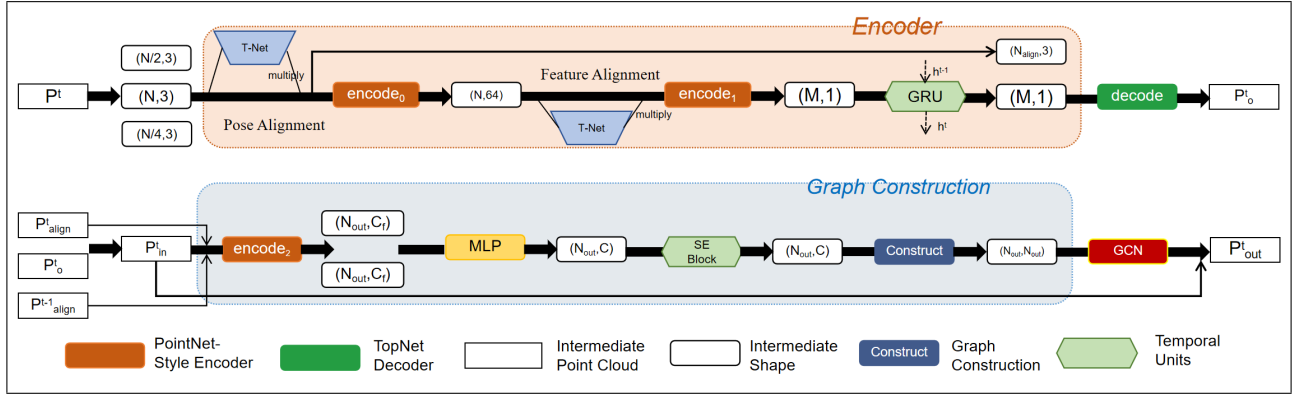 Encoder
T-Net
(N/2,3)
(Nalign,3)
multiply
Feature Alignment
hᵗ⁻¹
Pᵗ
(N,3)
encode₀
(N,64)
encode₁
(M,1)
GRU
(M,1)
decode
Pᵗₒ
multiply
Pose Alignment
T-Net
hᵗ
(N/4,3)
Graph Construction
Pᵗalign
(Nout,Cf)
Pᵗin
encode₂
MLP
(Nout,C)
SE
Block
(Nout,C)
Construct
(Nout,Nout)
GCN
Pᵗout
Pᵗₒ
(Nout,Cf)
Pᵗ⁻¹align
PointNet-
Style Encoder
TopNet
Decoder
Intermediate
Point Cloud
Intermediate
Shape
Construct
Graph
Construction
Temporal
Units